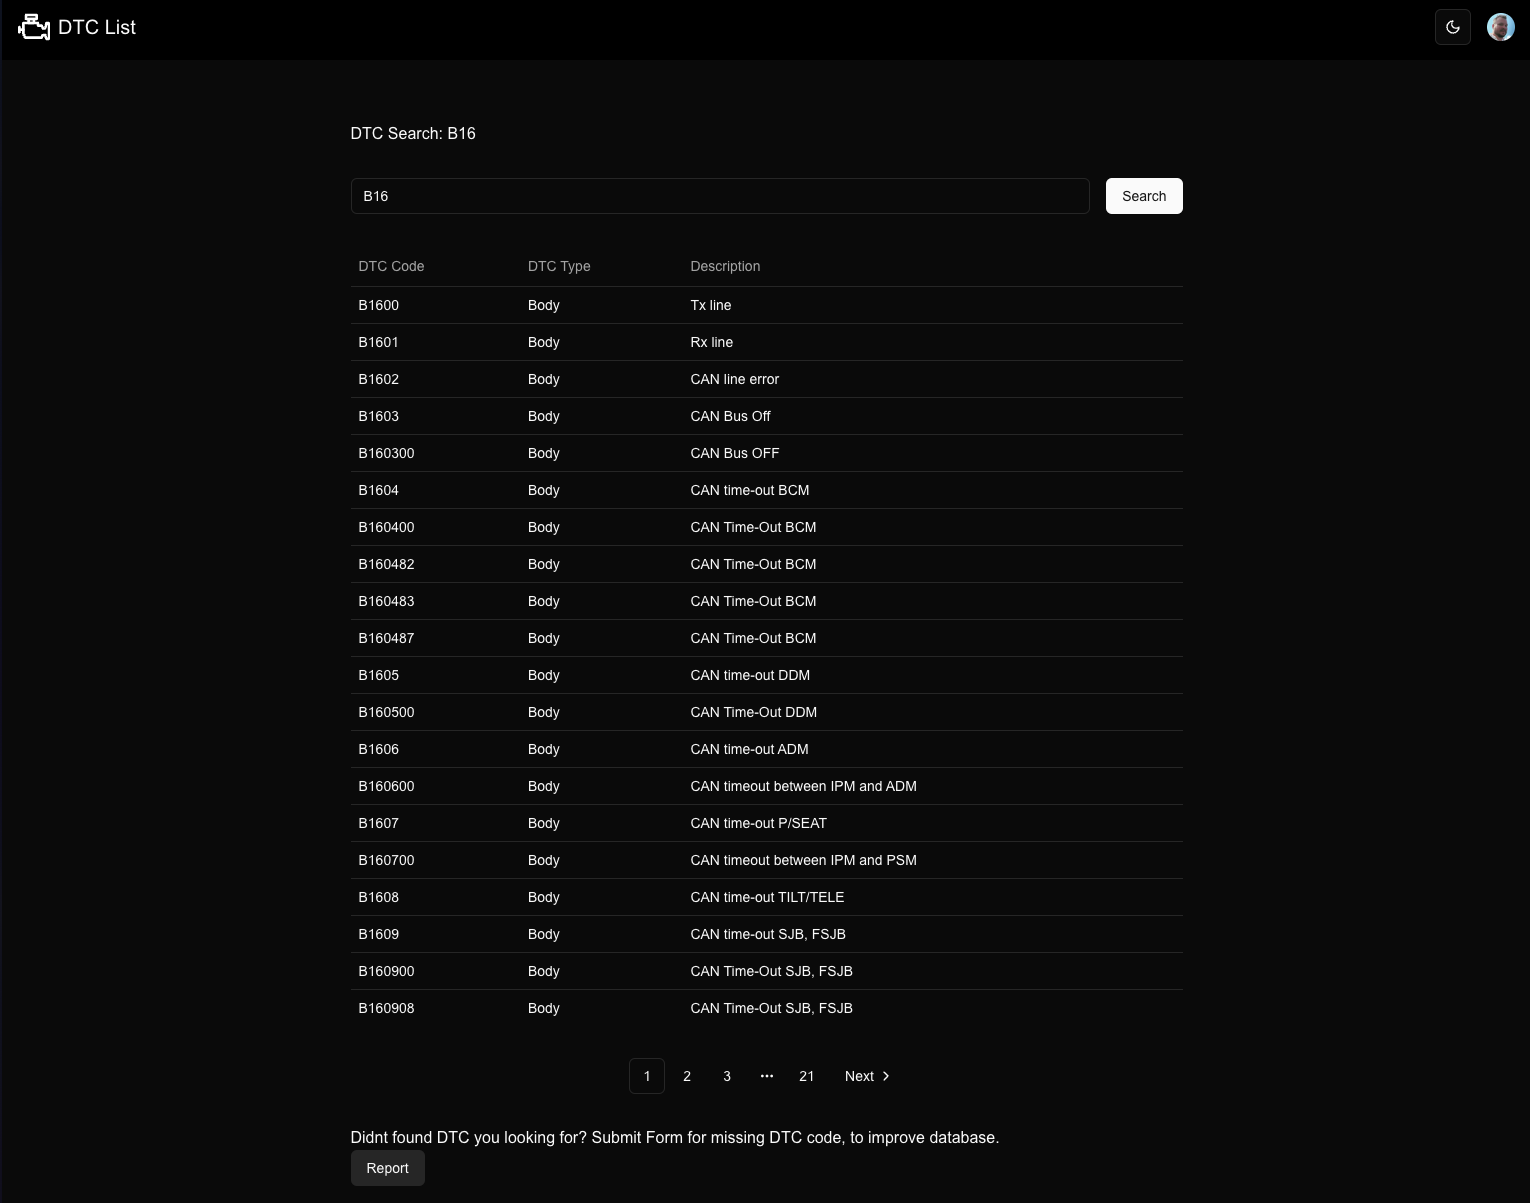 DTC List
DTC Search: B16
B16
Search
DTC Code DTC Type Description
B1600 Body Tx line
B1601 Body Rx line
B1602 Body CAN line error
B1603 Body CAN Bus Off
B160300 Body CAN Bus OFF
B1604 Body CAN time-out BCM
B160400 Body CAN Time-Out BCM
B160482 Body CAN Time-Out BCM
B160483 Body CAN Time-Out BCM
B160487 Body CAN Time-Out BCM
B1605 Body CAN time-out DDM
B160500 Body CAN Time-Out DDM
B1606 Body CAN time-out ADM
B160600 Body CAN timeout between IPM and ADM
B1607 Body CAN time-out P/SEAT
B160700 Body CAN timeout between IPM and PSM
B1608 Body CAN time-out TILT/TELE
B1609 Body CAN time-out SJB, FSJB
B160900 Body CAN Time-Out SJB, FSJB
B160908 Body CAN Time-Out SJB, FSJB
1 2 3 ··· 21 Next >
Didnt found DTC you looking for? Submit Form for missing DTC code, to improve database.
Report